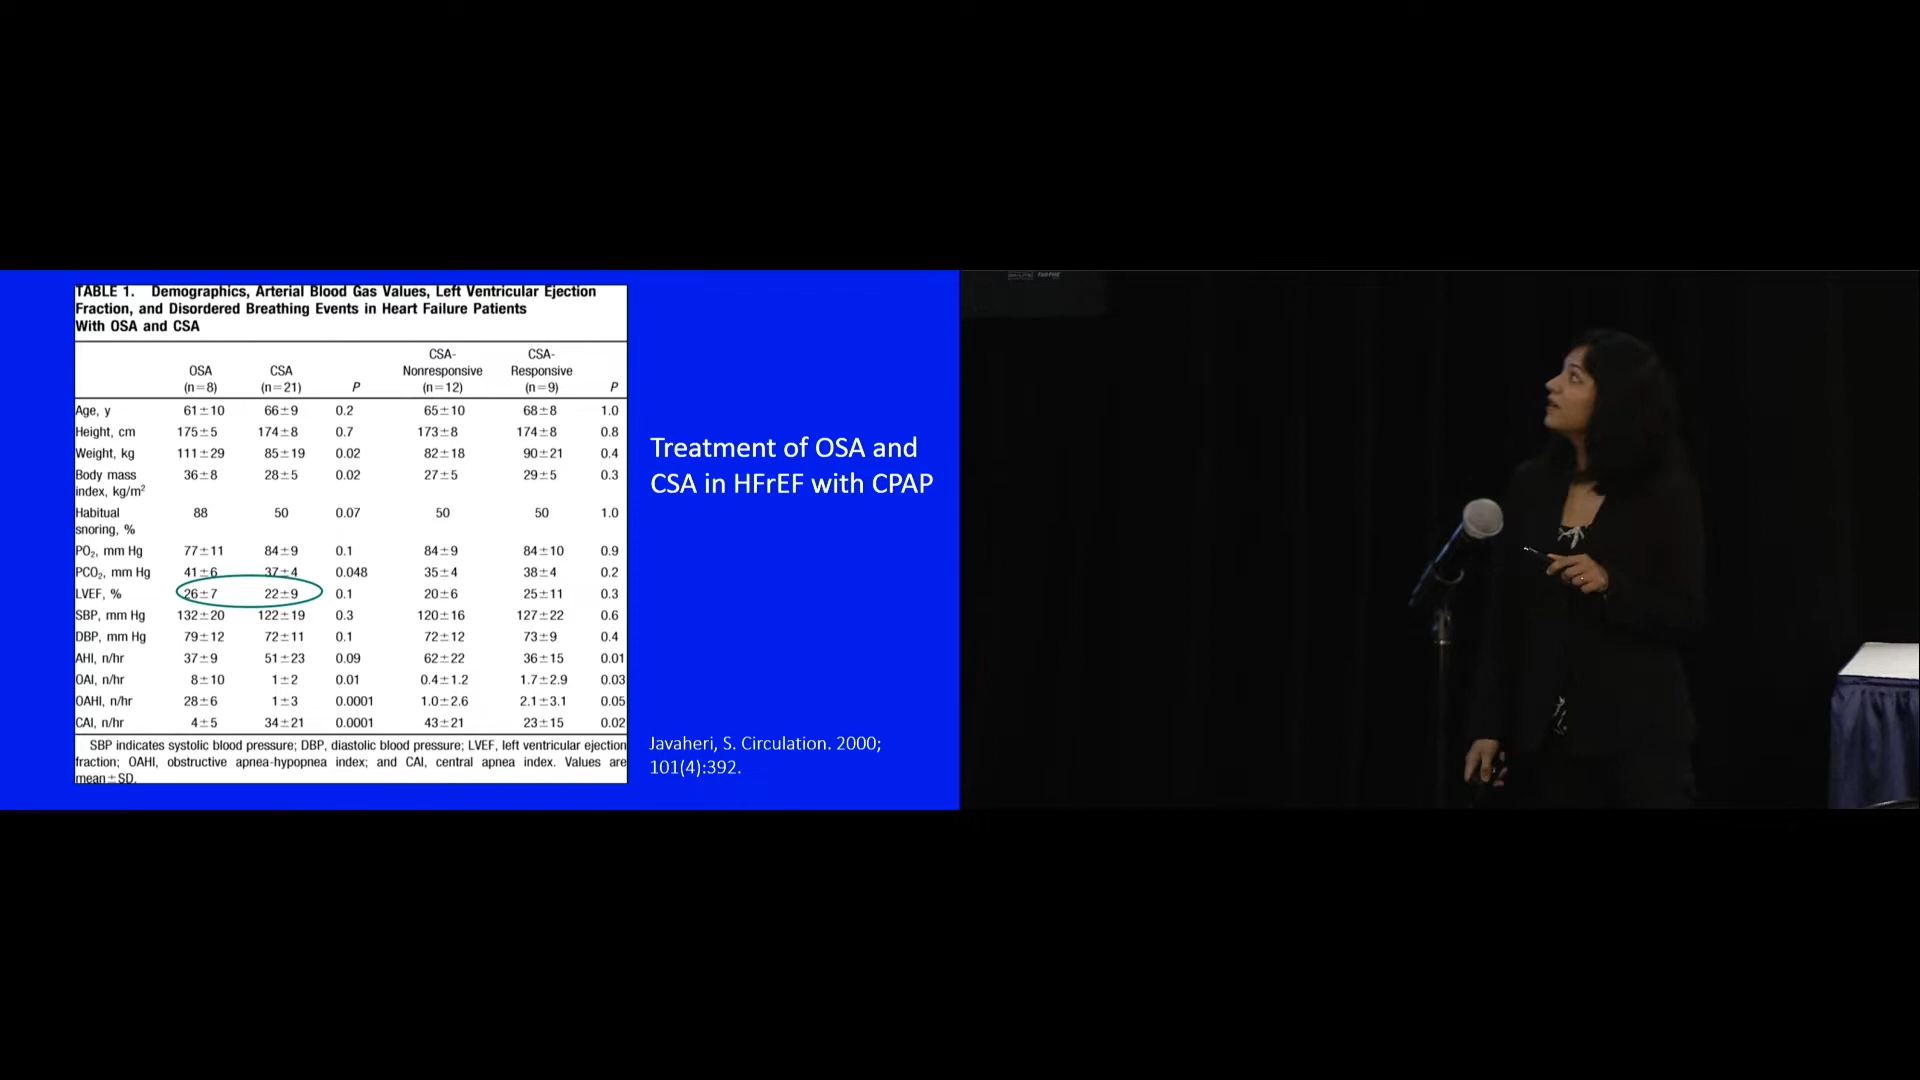 TABLE 1. Demographics, Arterial Blood Gas Values, Left Ventricular Ejection
Fraction, and Disordered Breathing Events in Heart Failure Patients
With OSA and CSA
OSA (n=8) CSA (n=21) P CSA-Nonresponsive (n=12) CSA-Responsive (n=9) P
Age, y 61±10 66±9 0.2 65±10 68±8 1.0
Height, cm 175±5 174±8 0.7 173±8 174±8 0.8
Weight, kg 111±29 85±19 0.02 82±18 90±21 0.4
Body mass index, kg/m² 36±8 28±5 0.02 27±5 29±5 0.3
Habitual snoring, % 88 50 0.07 50 50 1.0
PO₂, mm Hg 77±11 84±9 0.1 84±9 84±10 0.9
PCO₂, mm Hg 41±6 37±4 0.048 35±4 38±4 0.2
LVEF, % 26±7 22±9 0.1 20±6 25±11 0.3
SBP, mm Hg 132±20 122±19 0.3 120±16 127±22 0.6
DBP, mm Hg 79±12 72±11 0.1 72±12 73±9 0.4
AHI, n/hr 37±9 51±23 0.09 62±22 36±15 0.01
OAI, n/hr 8±10 1±2 0.01 0.4±1.2 1.7±2.9 0.03
OAHI, n/hr 28±6 1±3 0.0001 1.0±2.6 2.1±3.1 0.05
CAI, n/hr 4±5 34±21 0.0001 43±21 23±15 0.02
SBP indicates systolic blood pressure; DBP, diastolic blood pressure; LVEF, left ventricular ejection
fraction; OAHI, obstructive apnea-hypopnea index; and CAI, central apnea index. Values are
mean±SD.
Treatment of OSA and
CSA in HFrEF with CPAP
Javaheri, S. Circulation. 2000;
101(4):392.